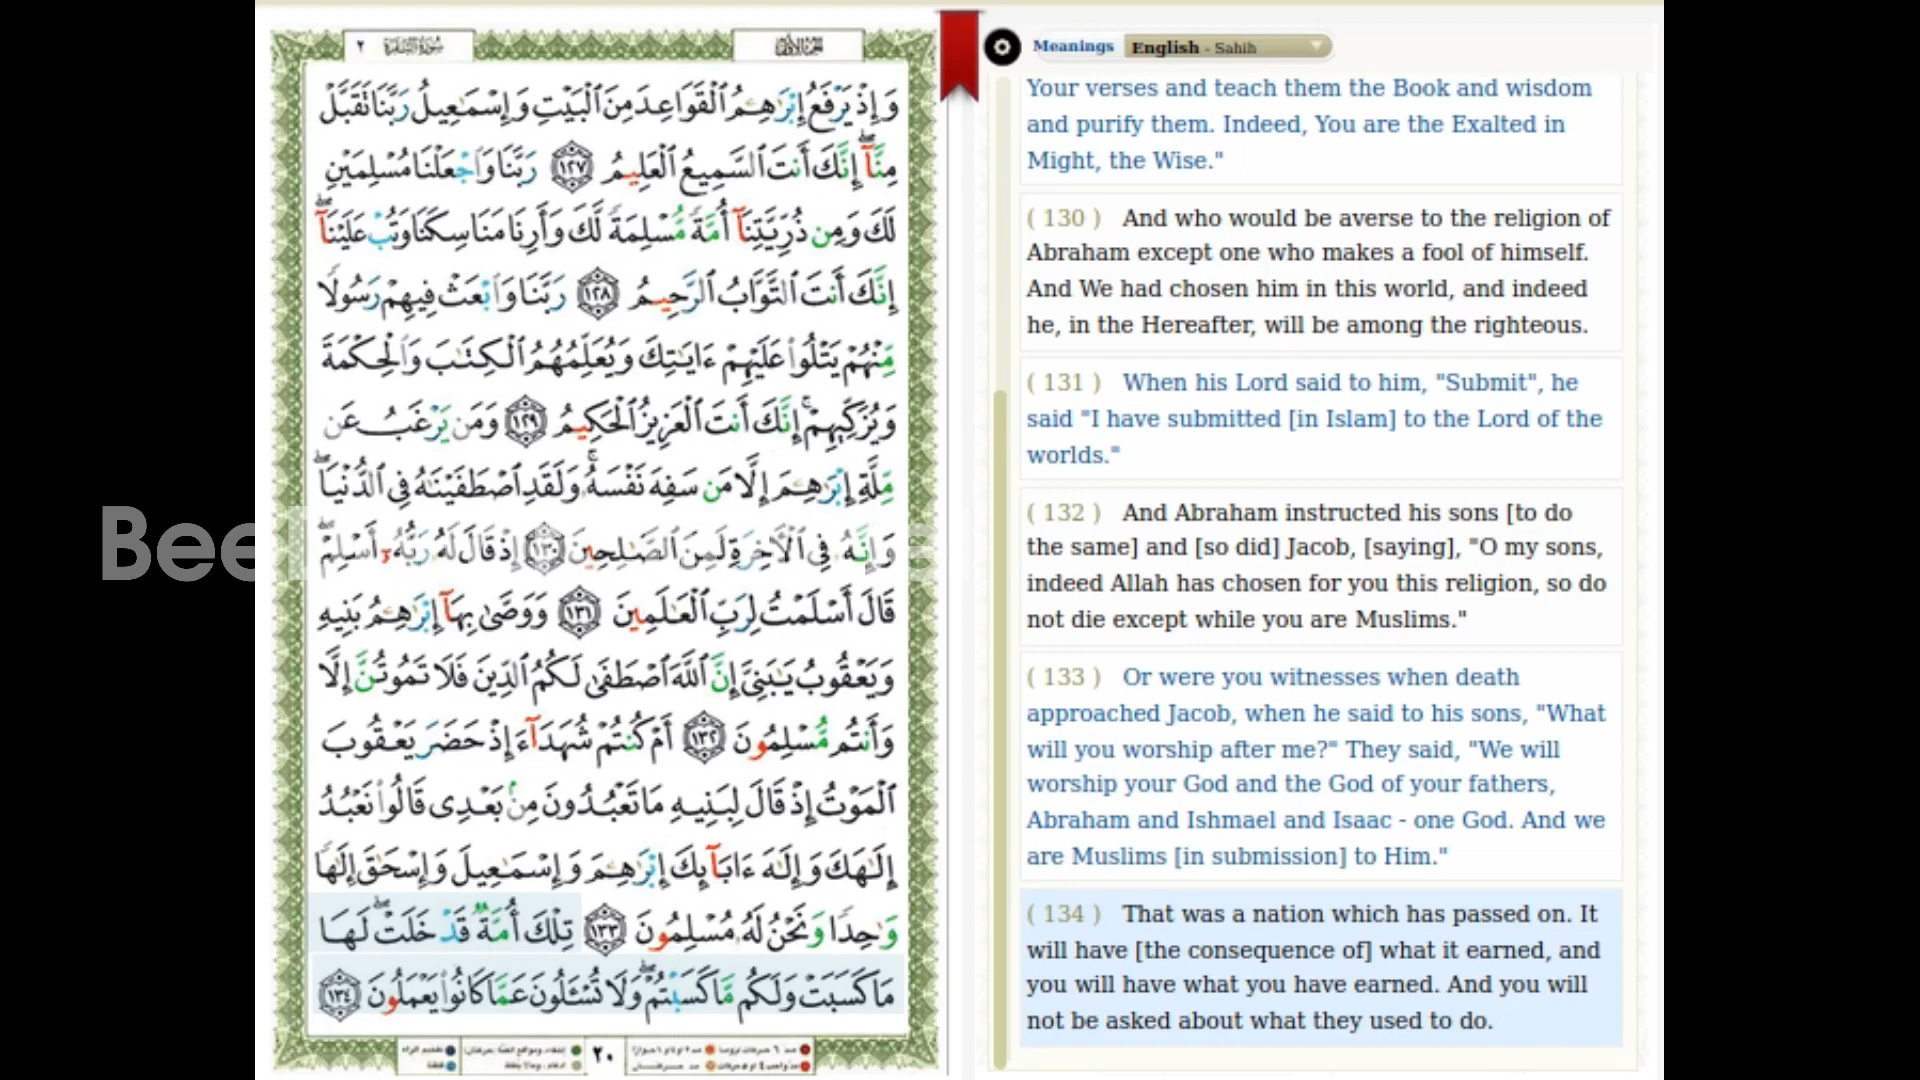 سورة البقرة ٢
الجزء الأول
وَإِذْ يَرْفَعُ إِبْرَٰهِـۧمُ ٱلْقَوَاعِدَ مِنَ ٱلْبَيْتِ وَإِسْمَـٰعِيلُ رَبَّنَا تَقَبَّلْ
مِنَّآ ۖ إِنَّكَ أَنتَ ٱلسَّمِيعُ ٱلْعَلِيمُ ١٢٧ رَبَّنَا وَٱجْعَلْنَا مُسْلِمَيْنِ
لَكَ وَمِن ذُرِّيَّتِنَآ أُمَّةً مُّسْلِمَةً لَّكَ وَأَرِنَا مَنَاسِكَنَا وَتُبْ عَلَيْنَآ ۖ
إِنَّكَ أَنتَ ٱلتَّوَّابُ ٱلرَّحِيمُ ١٢٨ رَبَّنَا وَٱبْعَثْ فِيهِمْ رَسُولًا
مِّنْهُمْ يَتْلُوا۟ عَلَيْهِمْ ءَايَـٰتِكَ وَيُعَلِّمُهُمُ ٱلْكِتَـٰبَ وَٱلْحِكْمَةَ
وَيُزَكِّيهِمْ ۚ إِنَّكَ أَنتَ ٱلْعَزِيزُ ٱلْحَكِيمُ ١٢٩ وَمَن يَرْغَبُ عَن
مِّلَّةِ إِبْرَٰهِـۧمَ إِلَّا مَن سَفِهَ نَفْسَهُۥ ۚ وَلَقَدِ ٱصْطَفَيْنَـٰهُ فِى ٱلدُّنْيَا ۖ
وَإِنَّهُۥ فِى ٱلْـَٔاخِرَةِ لَمِنَ ٱلصَّـٰلِحِينَ ١٣٠ إِذْ قَالَ لَهُۥ رَبُّهُۥٓ أَسْلِمْ ۖ
قَالَ أَسْلَمْتُ لِرَبِّ ٱلْعَـٰلَمِينَ ١٣١ وَوَصَّىٰ بِهَآ إِبْرَٰهِـۧمُ بَنِيهِ
وَيَعْقُوبُ يَـٰبَنِىَّ إِنَّ ٱللَّهَ ٱصْطَفَىٰ لَكُمُ ٱلدِّينَ فَلَا تَمُوتُنَّ إِلَّا
وَأَنتُم مُّسْلِمُونَ ١٣٢ أَمْ كُنتُمْ شُهَدَآءَ إِذْ حَضَرَ يَعْقُوبَ
ٱلْمَوْتُ إِذْ قَالَ لِبَنِيهِ مَا تَعْبُدُونَ مِنۢ بَعْدِى قَالُوا۟ نَعْبُدُ
إِلَـٰهَكَ وَإِلَـٰهَ ءَابَآئِكَ إِبْرَٰهِـۧمَ وَإِسْمَـٰعِيلَ وَإِسْحَـٰقَ إِلَـٰهًا
وَٰحِدًا وَنَحْنُ لَهُۥ مُسْلِمُونَ ١٣٣ تِلْكَ أُمَّةٌ قَدْ خَلَتْ ۖ لَهَا
مَا كَسَبَتْ وَلَكُم مَّا كَسَبْتُمْ ۖ وَلَا تُسْـَٔلُونَ عَمَّا كَانُوا۟ يَعْمَلُونَ ١٣٤
٢٠
Meanings English - Sahih
Your verses and teach them the Book and wisdom
and purify them. Indeed, You are the Exalted in
Might, the Wise."
( 130 ) And who would be averse to the religion of
Abraham except one who makes a fool of himself.
And We had chosen him in this world, and indeed
he, in the Hereafter, will be among the righteous.
( 131 ) When his Lord said to him, "Submit", he
said "I have submitted [in Islam] to the Lord of the
worlds."
( 132 ) And Abraham instructed his sons [to do
the same] and [so did] Jacob, [saying], "O my sons,
indeed Allah has chosen for you this religion, so do
not die except while you are Muslims."
( 133 ) Or were you witnesses when death
approached Jacob, when he said to his sons, "What
will you worship after me?" They said, "We will
worship your God and the God of your fathers,
Abraham and Ishmael and Isaac - one God. And we
are Muslims [in submission] to Him."
( 134 ) That was a nation which has passed on. It
will have [the consequence of] what it earned, and
you will have what you have earned. And you will
not be asked about what they used to do.